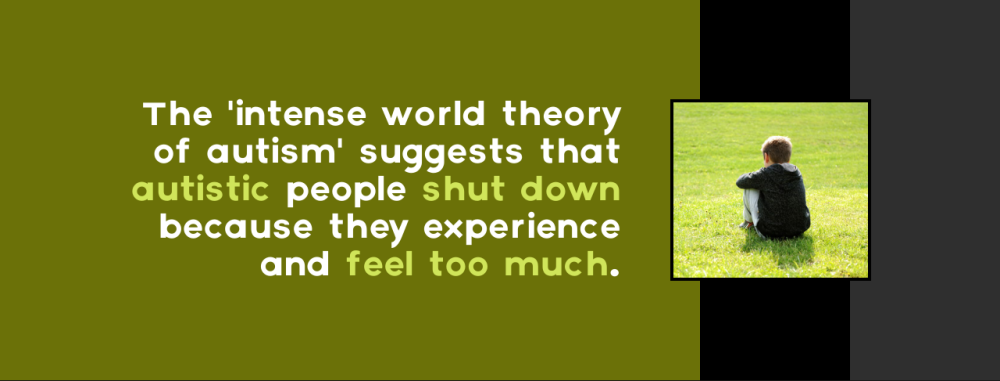 The 'intense world theory
of autism' suggests that
autistic people shut down
because they experience
and feel too much.